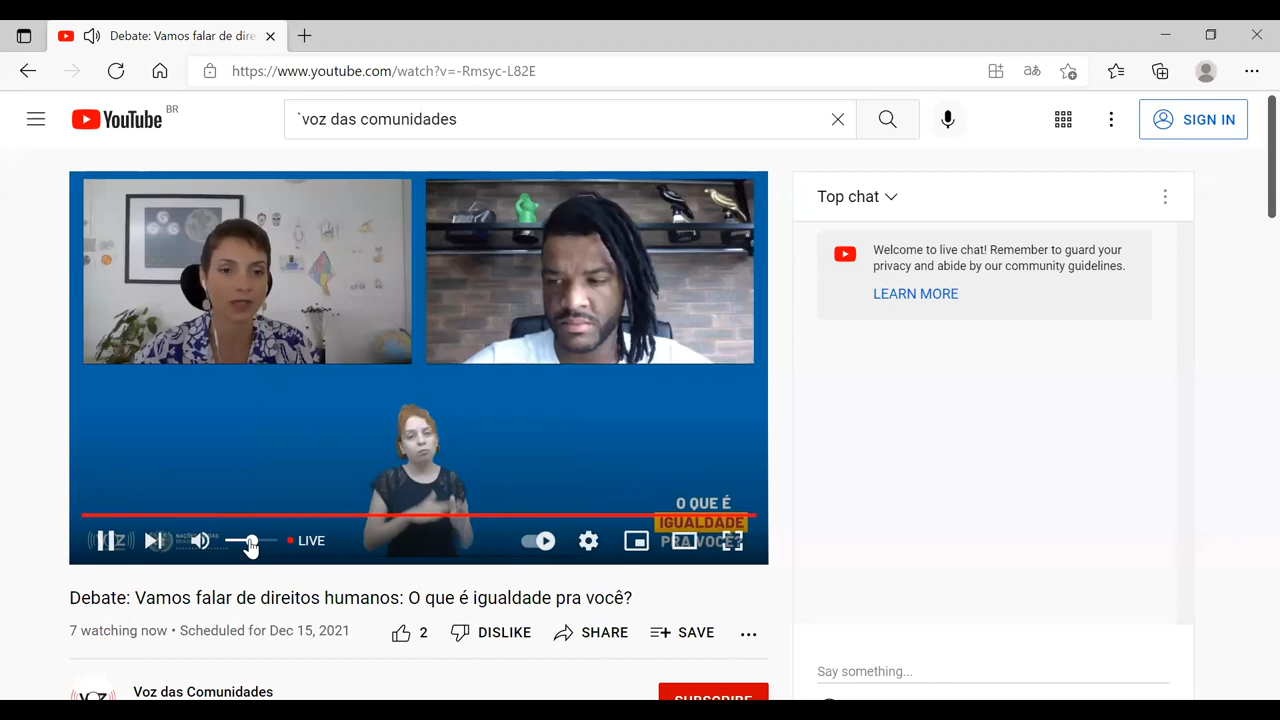 Debate: Vamos falar de dire
https://www.youtube.com/watch?v=-Rmsyc-L82E
YouTube BR
`voz das comunidades
SIGN IN
Top chat
Welcome to live chat! Remember to guard your
privacy and abide by our community guidelines.
LEARN MORE
O QUE É
IGUALDADE
PRA VOCÊ?
LIVE
Debate: Vamos falar de direitos humanos: O que é igualdade pra você?
7 watching now • Scheduled for Dec 15, 2021
2
DISLIKE
SHARE
SAVE
Voz das Comunidades
SUBSCRIBE
Say something...